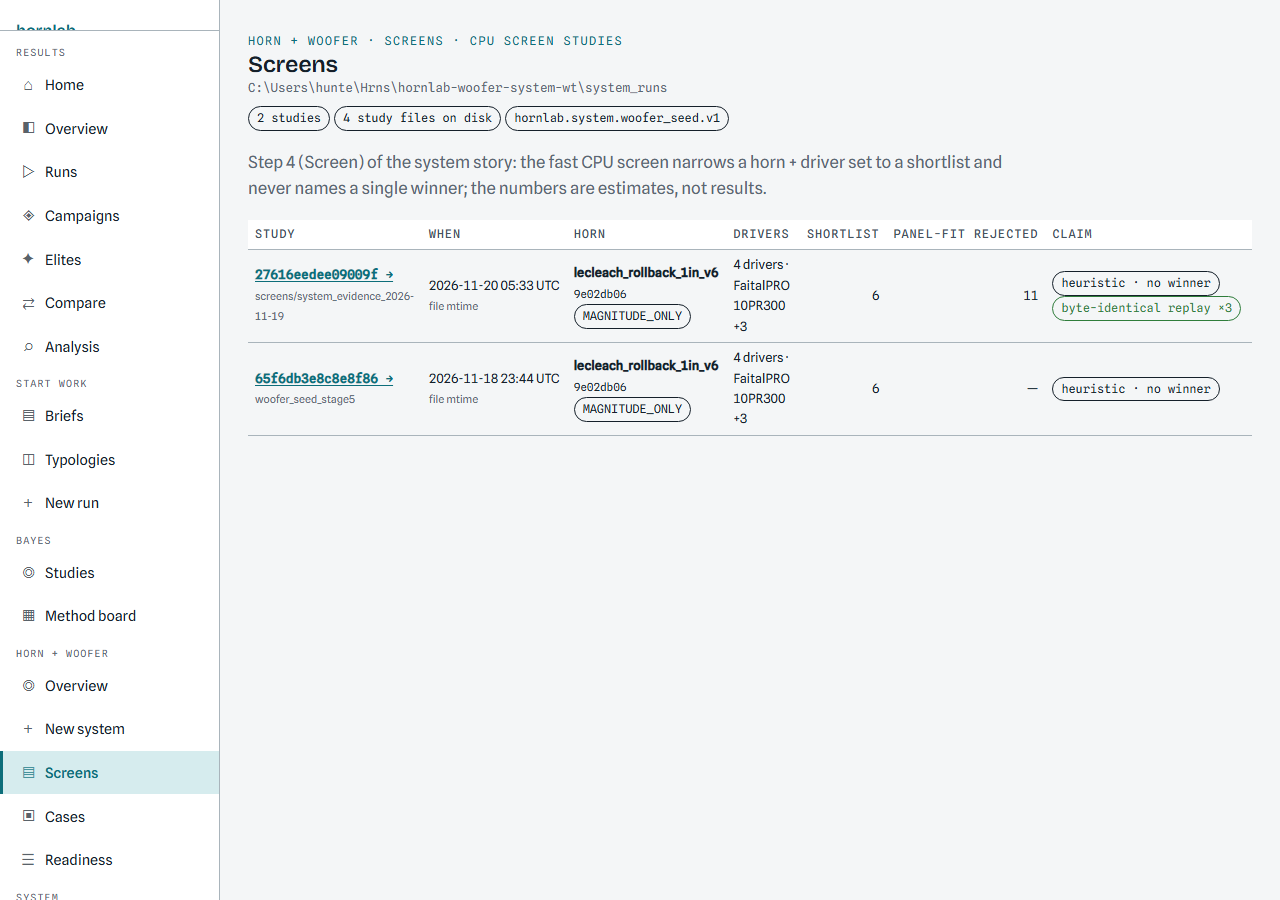 hornlab
RESULTS
Home
Overview
Runs
Campaigns
Elites
Compare
Analysis
START WORK
Briefs
Typologies
+ New run
BAYES
Studies
Method board
HORN + WOOFER
Overview
+ New system
Screens
Cases
Readiness
SYSTEM
HORN + WOOFER · SCREENS · CPU SCREEN STUDIES
Screens
C:\Users\hunte\Hrns\hornlab-woofer-system-wt\system_runs
2 studies 4 study files on disk hornlab.system.woofer_seed.v1
Step 4 (Screen) of the system story: the fast CPU screen narrows a horn + driver set to a shortlist and
never names a single winner; the numbers are estimates, not results.
STUDY WHEN HORN DRIVERS SHORTLIST PANEL-FIT REJECTED CLAIM
27616eedee09009f →
screens/system_evidence_2026-
11-19
2026-11-20 05:33 UTC
file mtime
lecleach_rollback_1in_v6
9e02db06
MAGNITUDE_ONLY
4 drivers ·
FaitalPRO
10PR300
+3
6
11
heuristic · no winner
byte-identical replay ×3
65f6db3e8c8e8f86 →
woofer_seed_stage5
2026-11-18 23:44 UTC
file mtime
lecleach_rollback_1in_v6
9e02db06
MAGNITUDE_ONLY
4 drivers ·
FaitalPRO
10PR300
+3
6
—
heuristic · no winner